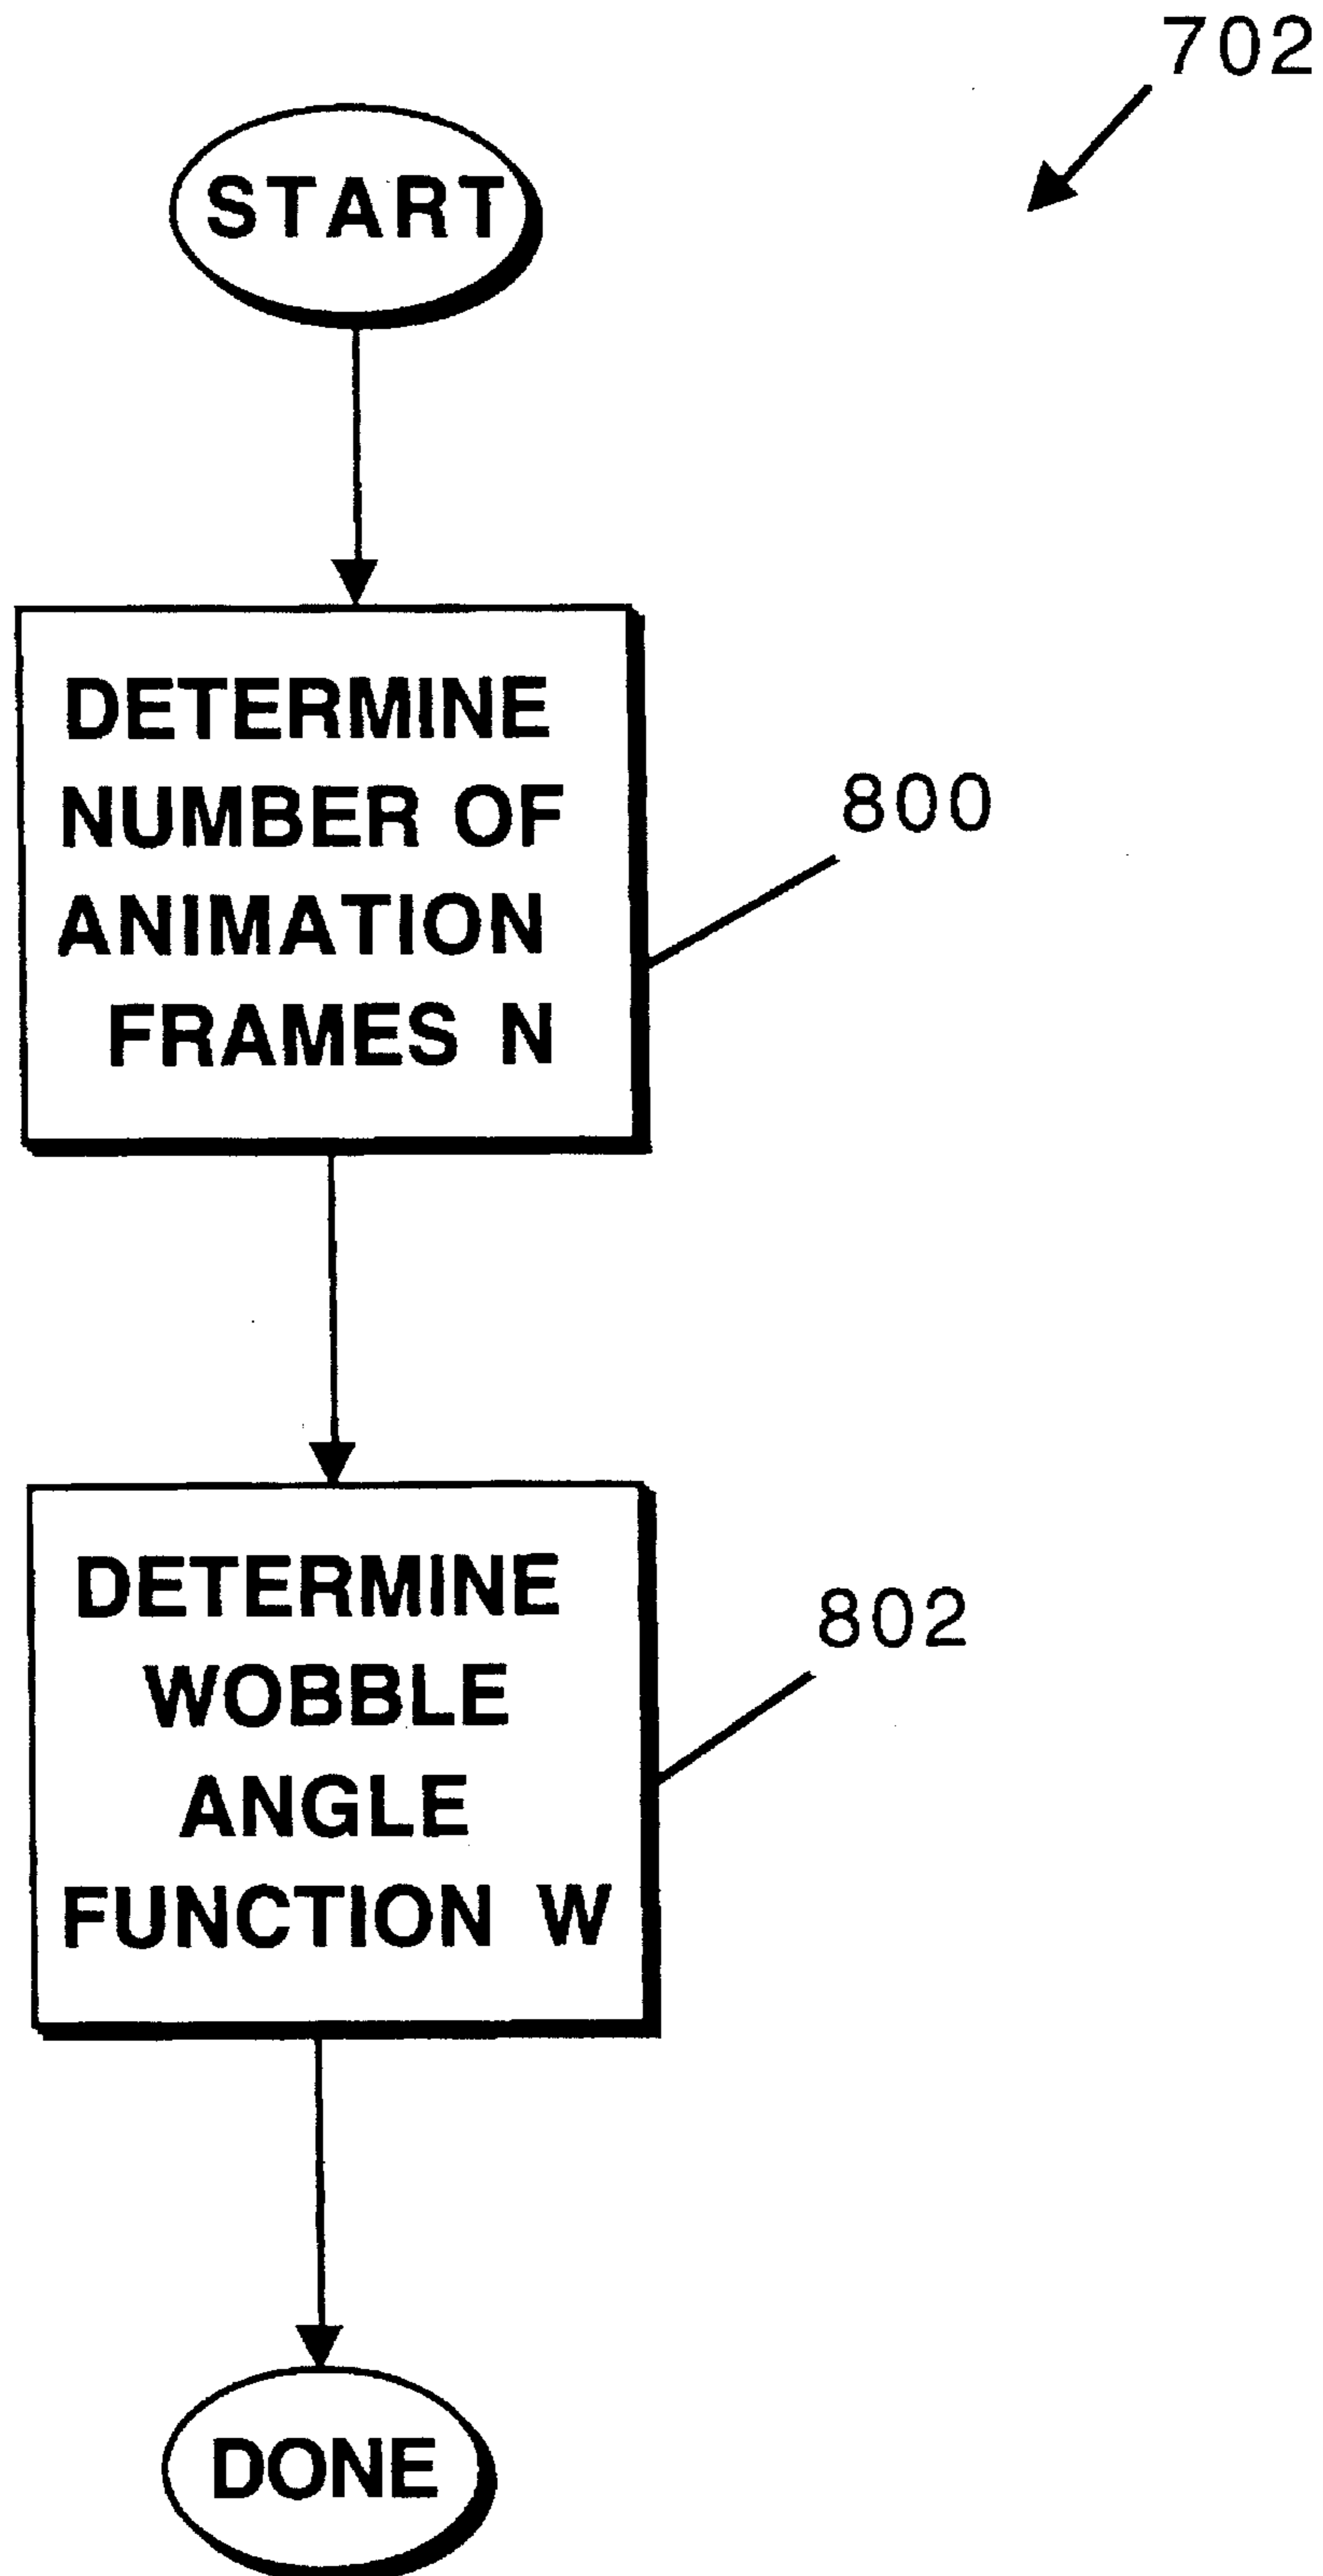 702
START
DETERMINE
NUMBER OF
ANIMATION
FRAMES N
800
DETERMINE
WOBBLE
ANGLE
FUNCTION W
802
DONE